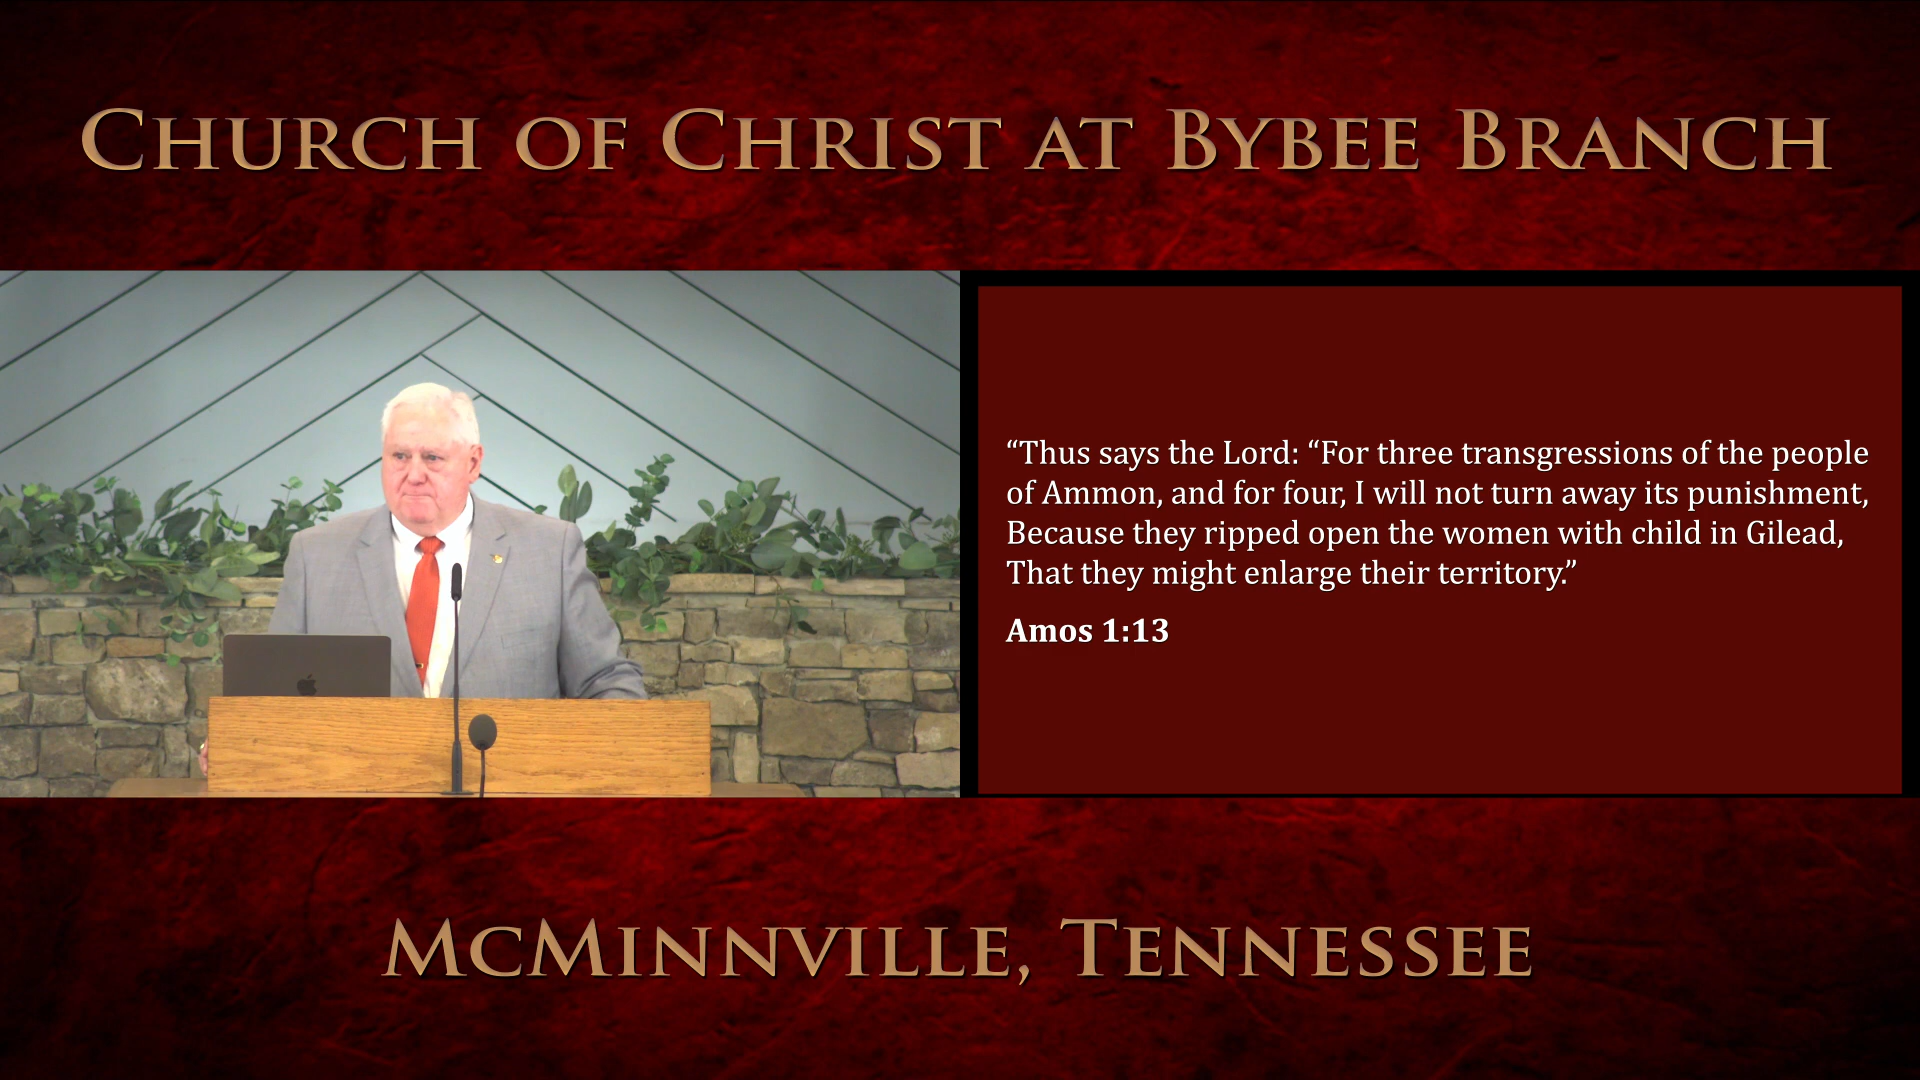 CHURCH OF CHRIST AT BYBEE BRANCH
“Thus says the Lord: “For three transgressions of the people
of Ammon, and for four, I will not turn away its punishment,
Because they ripped open the women with child in Gilead,
That they might enlarge their territory.”
Amos 1:13
MCMINNVILLE, TENNESSEE